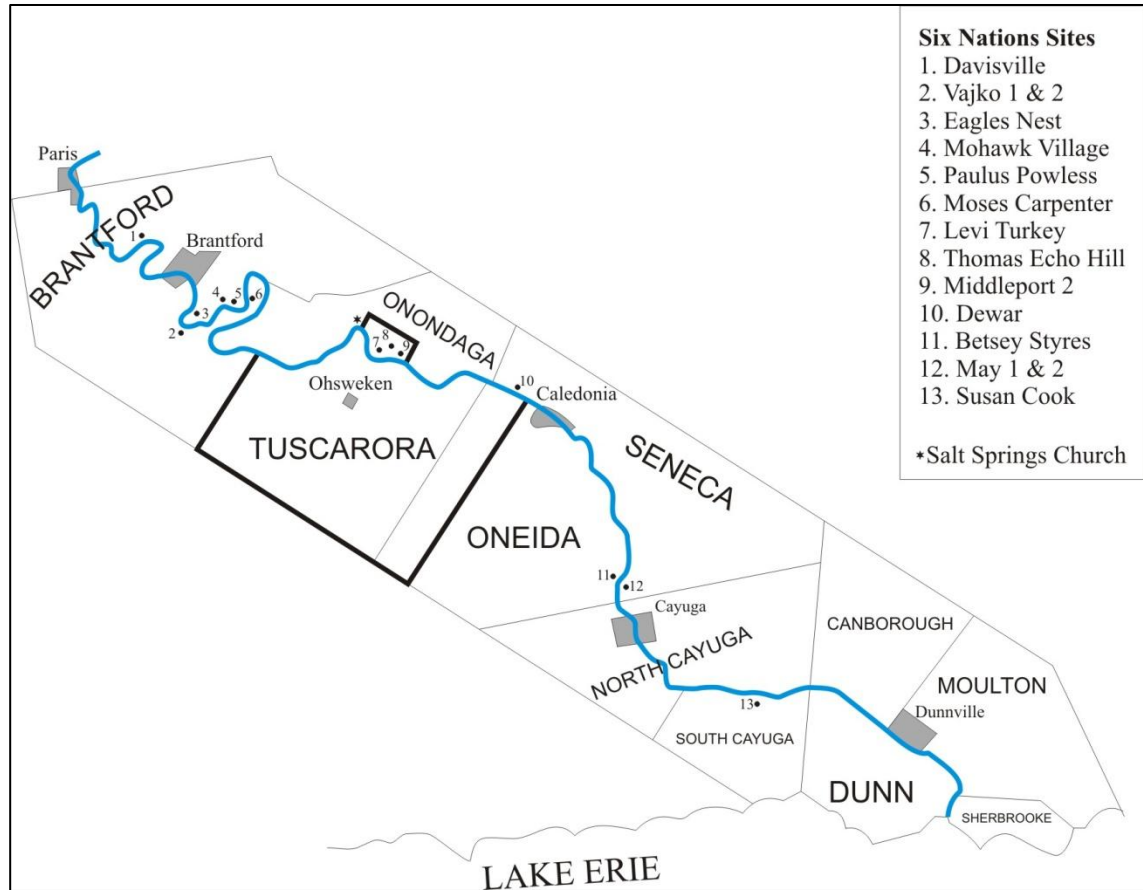 Six Nations Sites
1. Davisville
2. Vajko 1 & 2
3. Eagles Nest
4. Mohawk Village
5. Paulus Powless
6. Moses Carpenter
7. Levi Turkey
8. Thomas Echo Hill
9. Middleport 2
10. Dewar
11. Betsey Styres
12. May 1 & 2
13. Susan Cook
*Salt Springs Church
Paris
BRANTFORD
1
Brantford
2
3
4
5
6
ONONDAGA
*
7
8
9
Ohsweken
TUSCARORA
10
Caledonia
SENECA
ONEIDA
11
12
Cayuga
NORTH CAYUGA
CANBOROUGH
MOULTON
Dunnville
13
SOUTH CAYUGA
DUNN
SHERBROOKE
LAKE ERIE